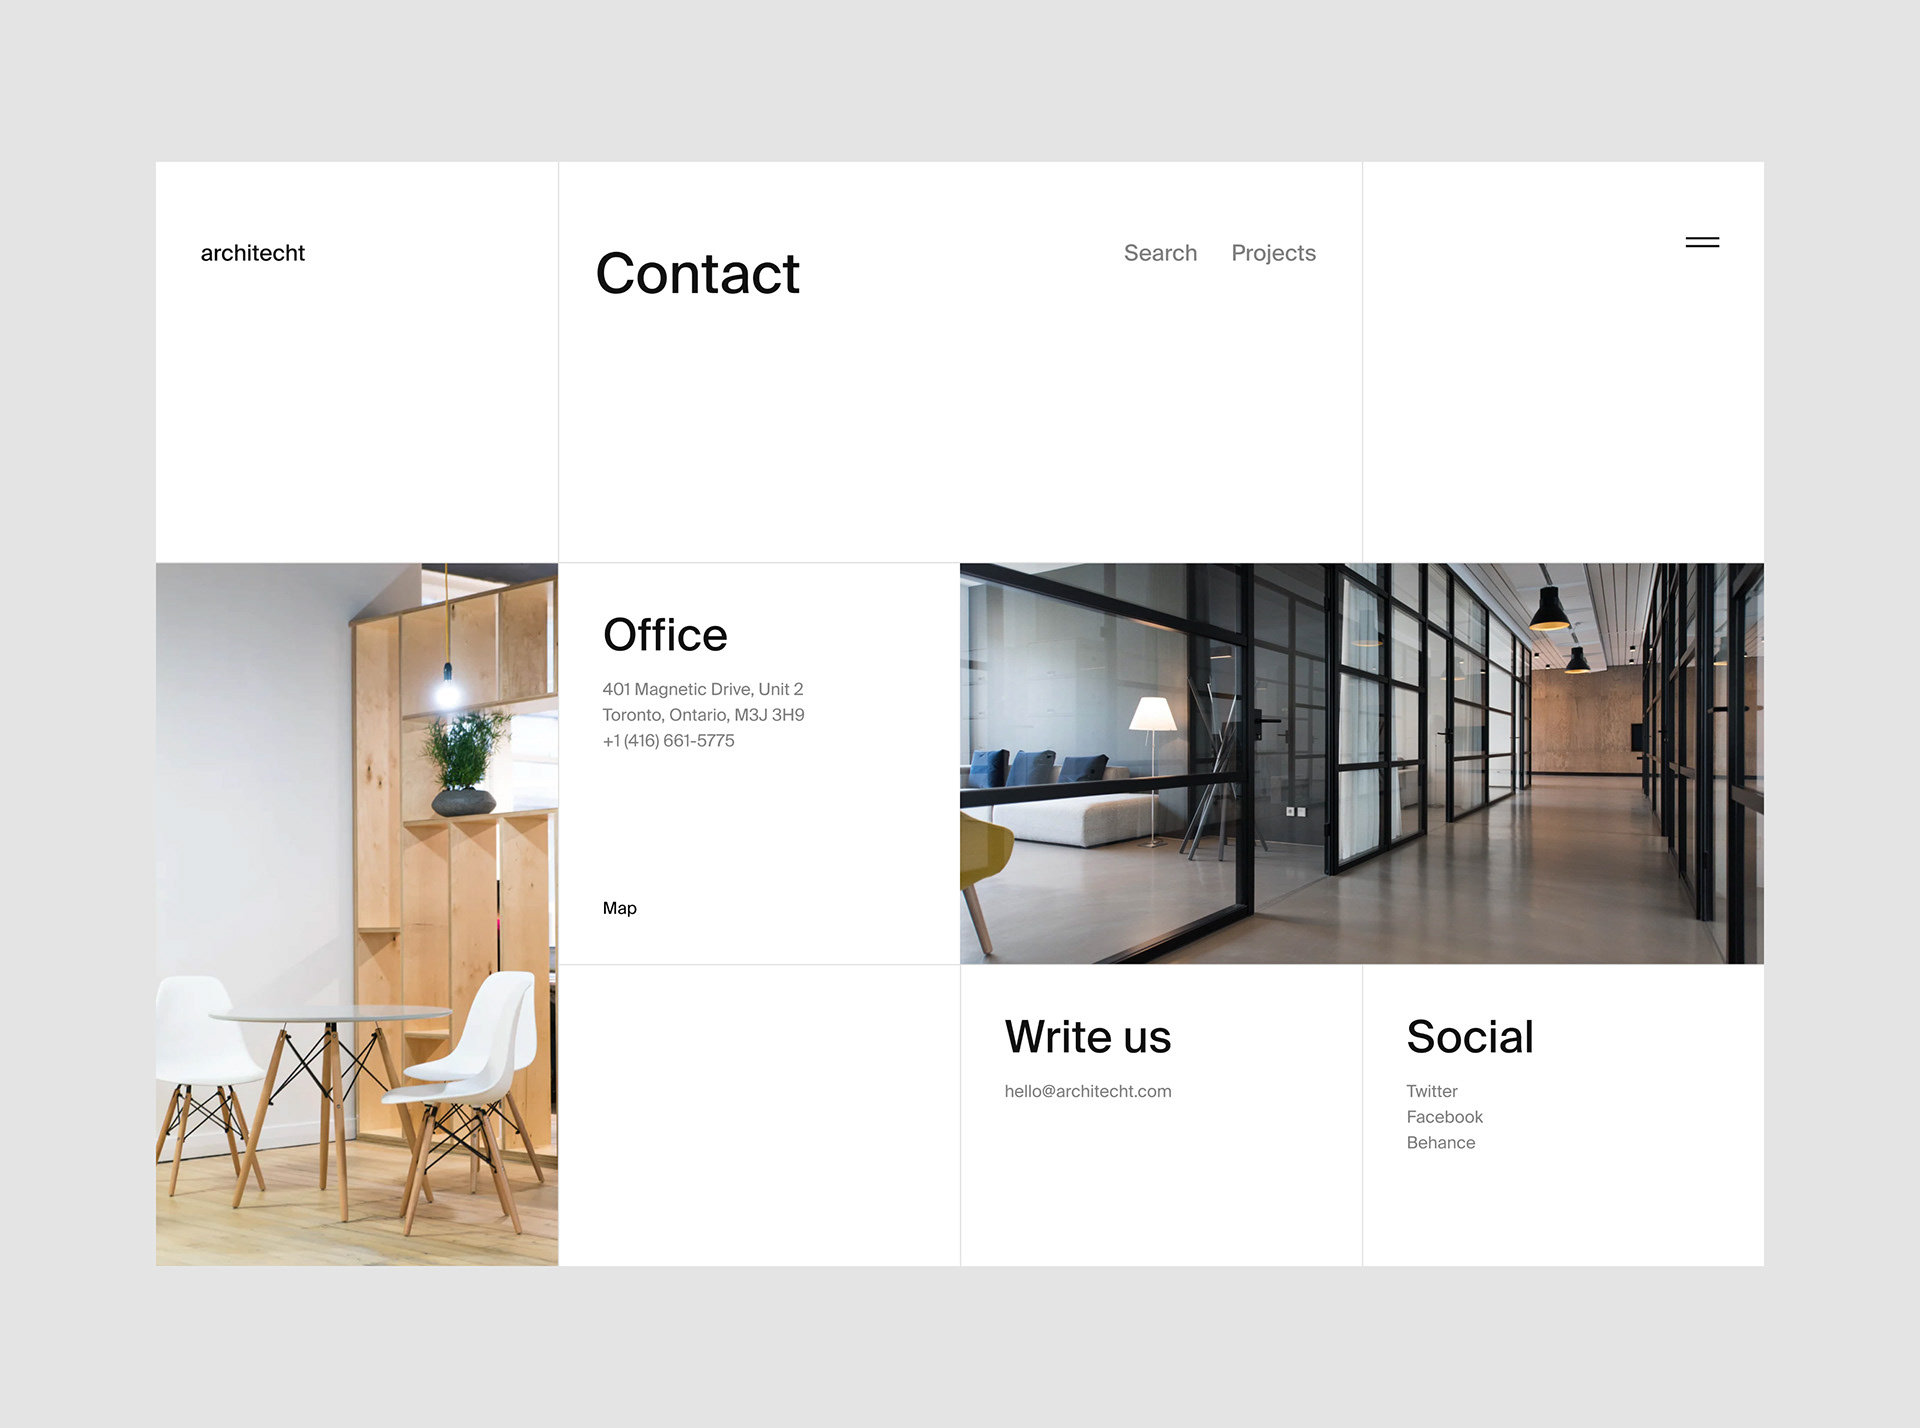 architecht
Contact
Search
Projects
Office
401 Magnetic Drive, Unit 2
Toronto, Ontario, M3J 3H9
+1 (416) 661-5775
Map
Write us
hello@architecht.com
Social
Twitter
Facebook
Behance